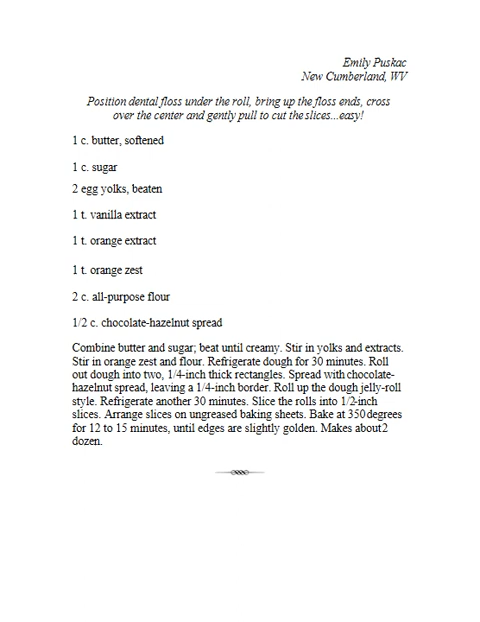 Emily Puskac
New Cumberland, WV
Position dental floss under the roll, bring up the floss ends, cross
over the center and gently pull to cut the slices...easy!
1 c. butter, softened
1 c. sugar
2 egg yolks, beaten
1 t. vanilla extract
1 t. orange extract
1 t. orange zest
2 c. all-purpose flour
1/2 c. chocolate-hazelnut spread
Combine butter and sugar; beat until creamy. Stir in yolks and extracts.
Stir in orange zest and flour. Refrigerate dough for 30 minutes. Roll
out dough into two, 1/4-inch thick rectangles. Spread with chocolate-
hazelnut spread, leaving a 1/4-inch border. Roll up the dough jelly-roll
style. Refrigerate another 30 minutes. Slice the rolls into 1/2-inch
slices. Arrange slices on ungreased baking sheets. Bake at 350 degrees
for 12 to 15 minutes, until edges are slightly golden. Makes about 2
dozen.